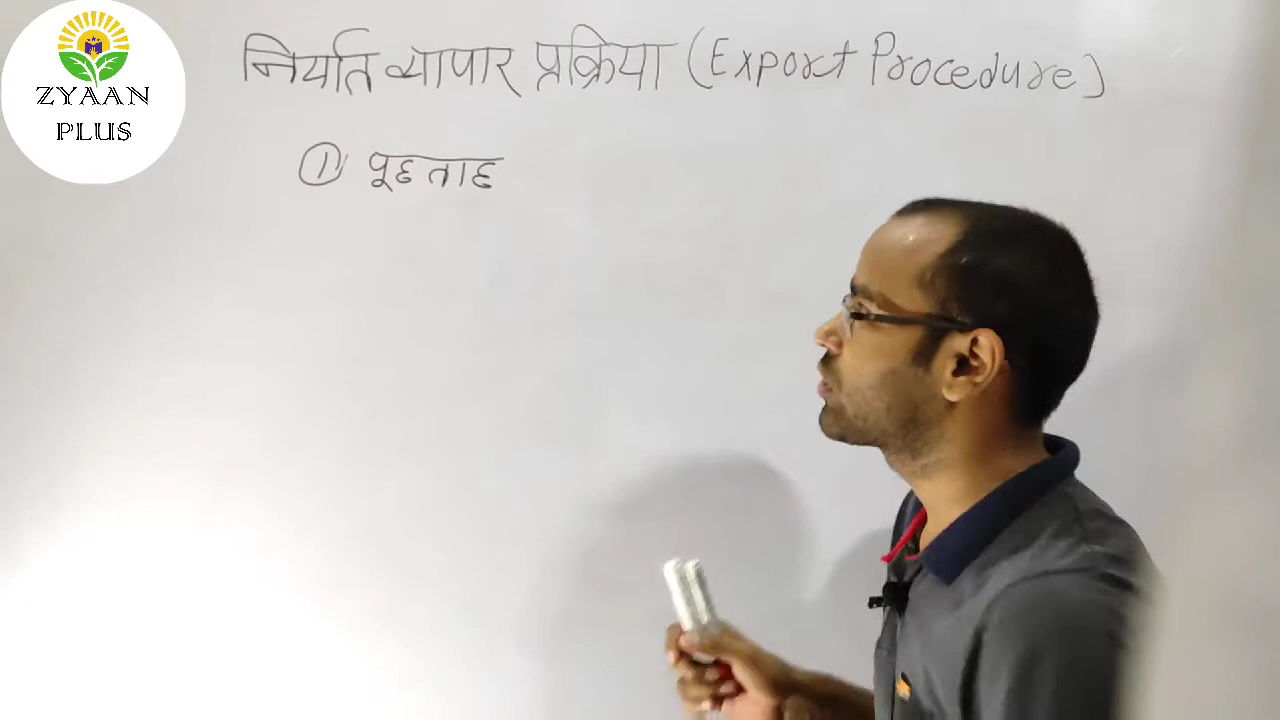 ZYAAN
PLUS
निर्यात व्यापार प्रक्रिया (Export Procedure)
① पूछताछ